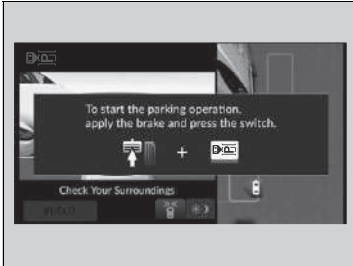 To start the parking operation,
apply the brake and press the switch.
+
Check Your Surroundings